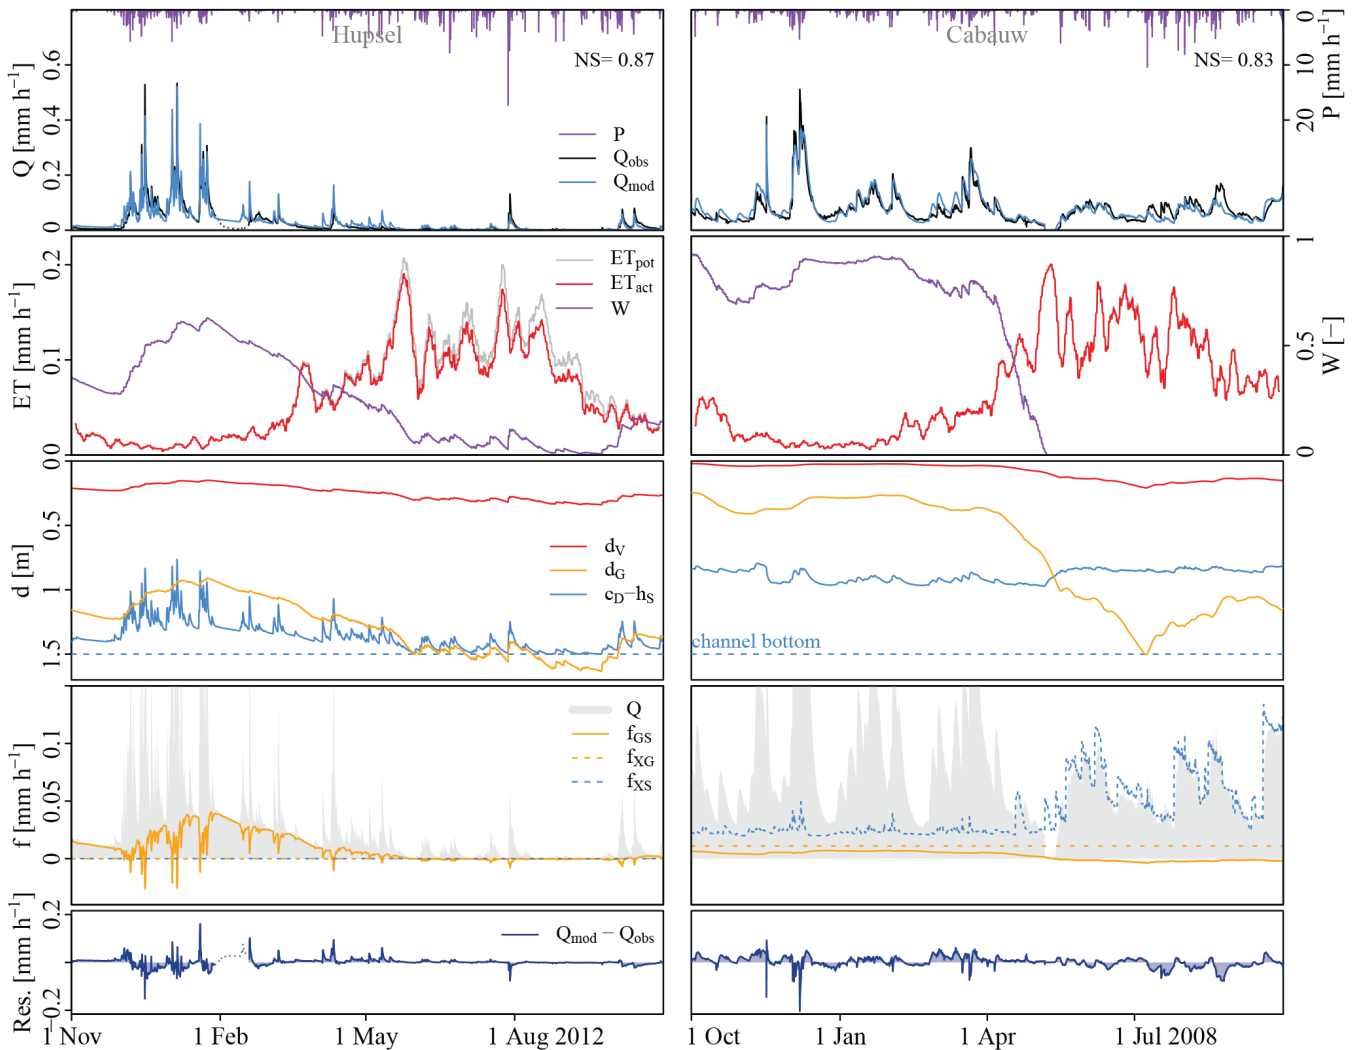 Hupsel
NS= 0.87
Q [mm h⁻¹]
0 0.2 0.4 0.6
P
Qobs
Qmod
Cabauw
NS= 0.83
P [mm h⁻¹]
0 10 20
ET [mm h⁻¹]
0.0 0.1 0.2
ETpot
ETact
W
W [−]
0 0.5 1
d [m]
0 0.5 1 1.5
dV
dG
cD−hS
channel bottom
f [mm h⁻¹]
0 0.05 0.1
Q
fGS
fXG
fXS
Res. [mm h⁻¹]
−0.2 0.2
Qmod − Qobs
1 Nov 1 Feb 1 May 1 Aug 2012
1 Oct 1 Jan 1 Apr 1 Jul 2008